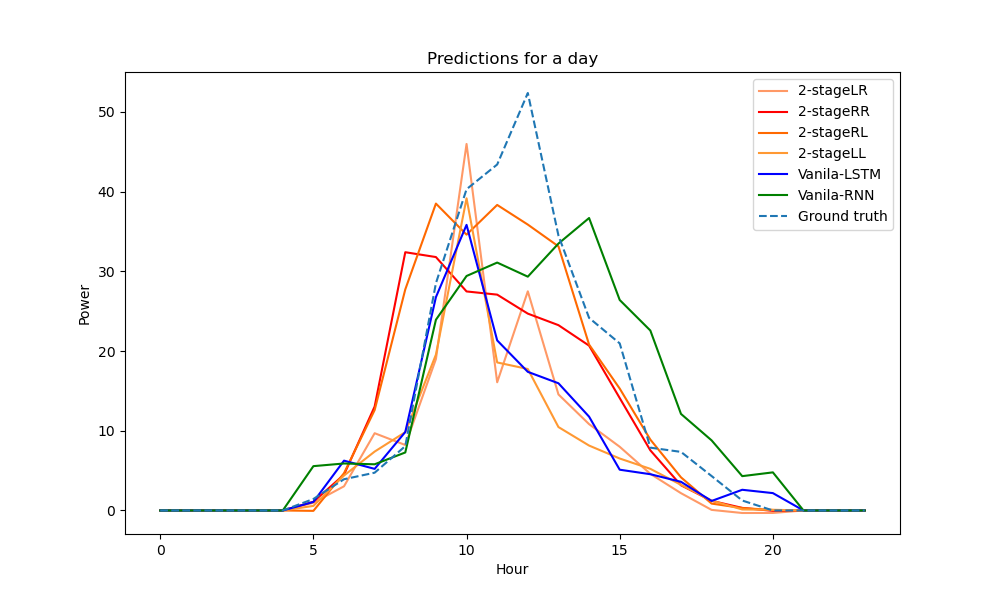 Predictions for a day
2-stageLR
2-stageRR
2-stageRL
2-stageLL
Vanila-LSTM
Vanila-RNN
Ground truth
50
40
30
20
10
0
Power
0 5 10 15 20
Hour